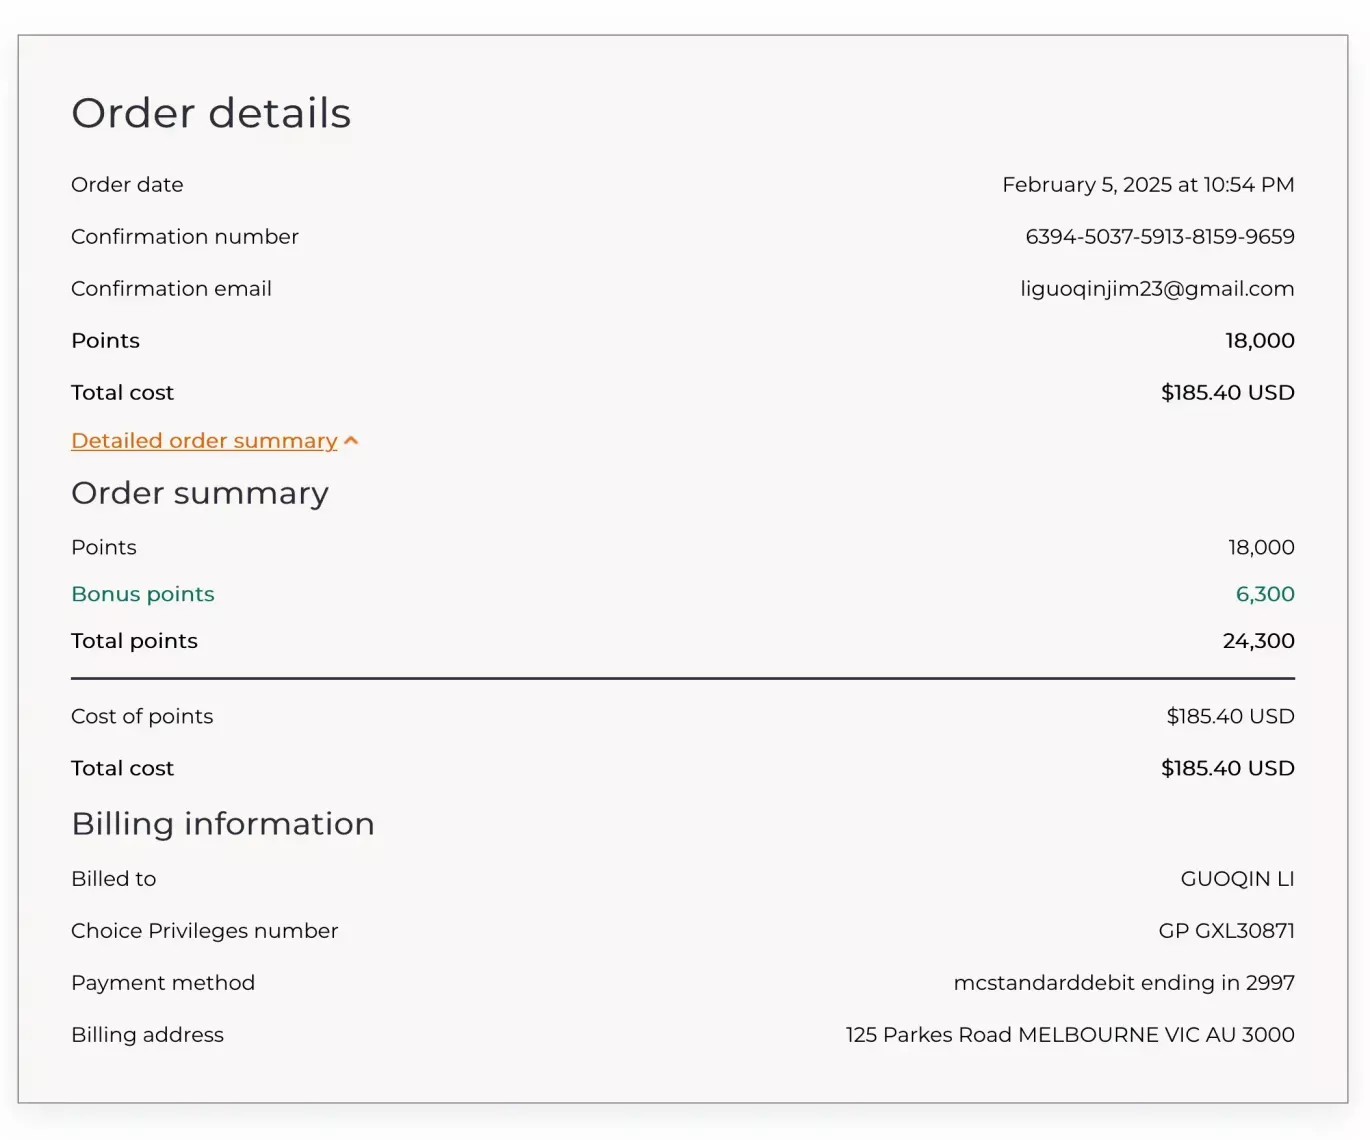 Order details
Order date February 5, 2025 at 10:54 PM
Confirmation number 6394-5037-5913-8159-9659
Confirmation email liguoqinjim23@gmail.com
Points 18,000
Total cost $185.40 USD
Detailed order summary
Order summary
Points 18,000
Bonus points 6,300
Total points 24,300
Cost of points $185.40 USD
Total cost $185.40 USD
Billing information
Billed to GUOQIN LI
Choice Privileges number GP GXL30871
Payment method mcstandarddebit ending in 2997
Billing address 125 Parkes Road MELBOURNE VIC AU 3000